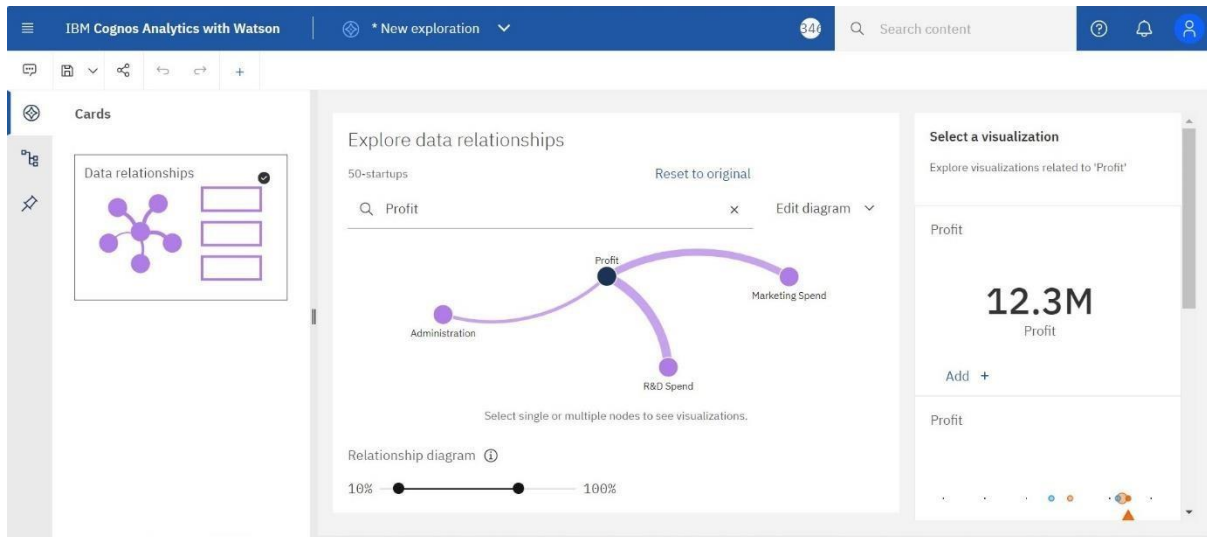 IBM Cognos Analytics with Watson
* New exploration
346
Search content
Cards
Data relationships
Explore data relationships
50-startups
Reset to original
Profit
Edit diagram
Profit
Marketing Spend
Administration
R&D Spend
Select single or multiple nodes to see visualizations.
Relationship diagram
10%
100%
Select a visualization
Explore visualizations related to 'Profit'
Profit
12.3M
Profit
Add +
Profit